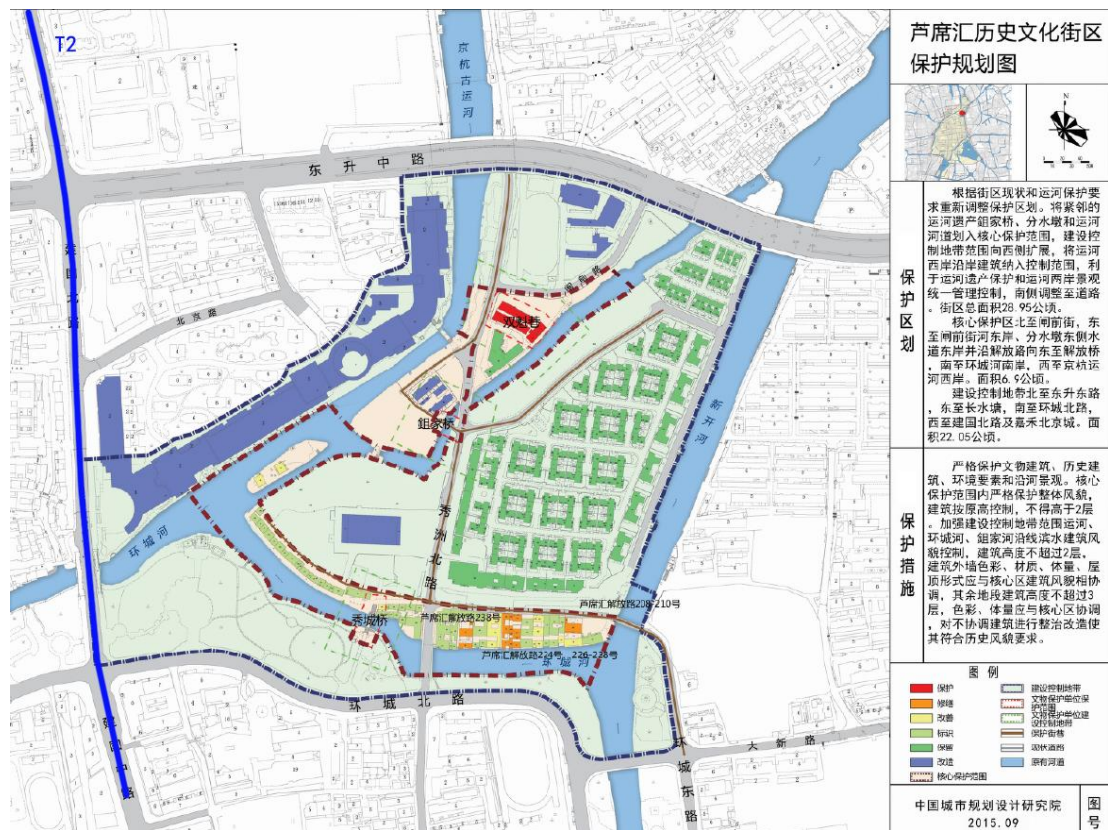 T2
京杭古运河
东升中路
建国北路
北京路
双魁巷
鉏家桥
新开河
环城河
秀洲北路
芦席汇解放路208-210号
芦席汇解放路238号
秀城桥
芦席汇解放路224号、226-228号
环城河
环城北路
大新路
环城东路
建国中路
芦席汇历史文化街区
保护规划图
N
保护区划
根据街区现状和运河保护要
求重新调整保护区划。将紧邻的
运河遗产鉏家桥、分水墩和运河
河道划入核心保护范围，建设控
制地带范围向西侧扩展，将运河
西岸沿岸建筑纳入控制范围，利
于运河遗产保护和运河两岸景观
统一管理控制，南侧调整至道路
。街区总面积28.95公顷。
核心保护区北至闸前街、东
至闸前街河东岸、分水墩东侧水
道东岸并沿解放路向东至解放桥
，南至环城河南岸，西至京杭运
河西岸。面积6.9公顷。
建设控制地带北至东升东路
，东至长水塘，南至环城北路，
西至建国北路及嘉禾北京城。面
积22.05公顷。
保护措施
严格保护文物建筑、历史建
筑、环境要素和沿河景观。核心
保护范围内严格保护整体风貌，
建筑按原高控制，不得高于2层
。加强建设控制地带范围运河、
环城河、鉏家河沿线滨水建筑风
貌控制，建筑高度不超过2层，
建筑外墙色彩、材质、体量、屋
顶形式应与核心区建筑风貌相协
调，其余地段建筑高度不超过3
层，色彩、体量应与核心区协调
，对不协调建筑进行整治改造使
其符合历史风貌要求。
图例
保护
修缮
改善
标识
保留
改造
核心保护范围
建设控制地带
文物保护单位保
护范围
文物保护单位建
设控制地带
保护街巷
现状道路
原有河道
中国城市规划设计研究院
2015.09
图号